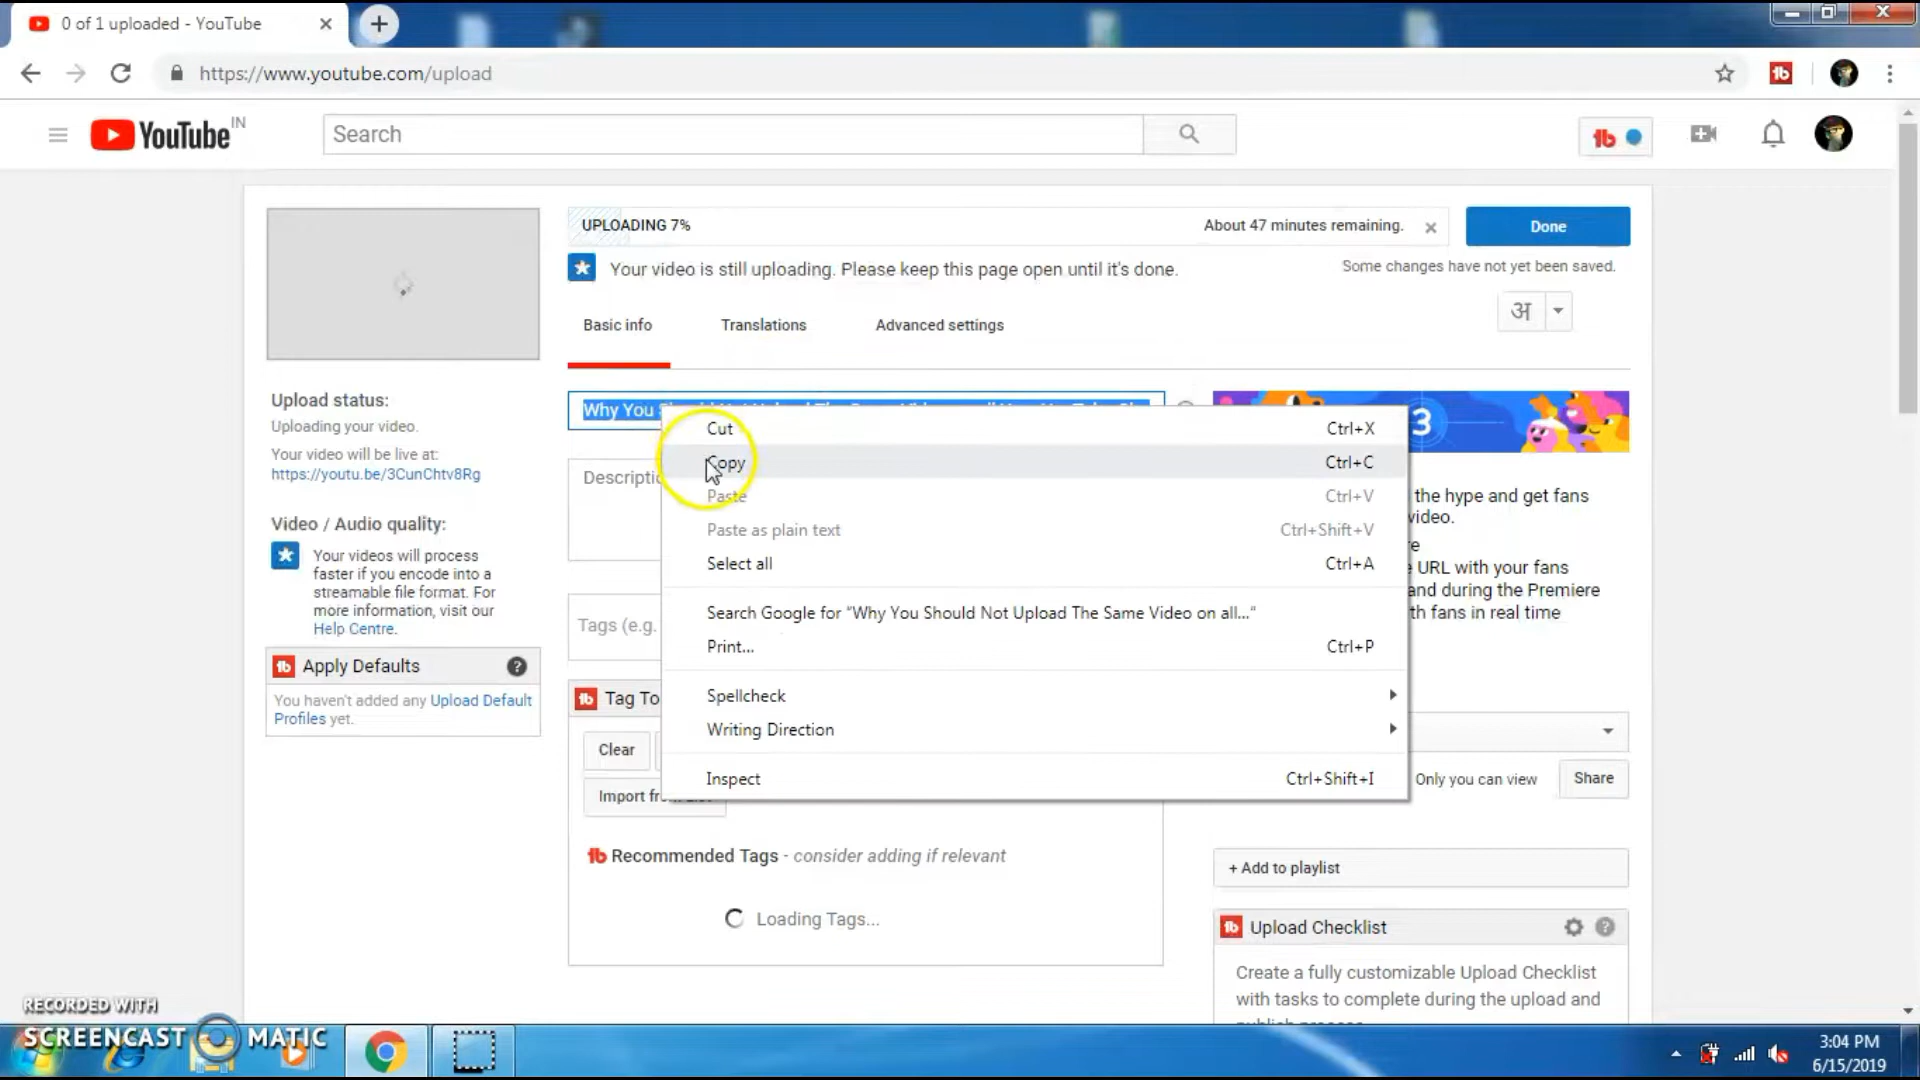 0 of 1 uploaded - YouTube
https://www.youtube.com/upload
YouTube IN
Search
UPLOADING 7%
About 47 minutes remaining.
Done
Your video is still uploading. Please keep this page open until it's done.
Some changes have not yet been saved.
Basic info
Translations
Advanced settings
अ
Upload status:
Uploading your video.
Your video will be live at:
https://youtu.be/3CunChtv8Rg
Video / Audio quality:
Your videos will process
faster if you encode into a
streamable file format. For
more information, visit our
Help Centre.
Apply Defaults
You haven't added any Upload Default
Profiles yet.
Why You
Cut Ctrl+X
Copy Ctrl+C
Paste Ctrl+V
Paste as plain text Ctrl+Shift+V
Select all Ctrl+A
Search Google for "Why You Should Not Upload The Same Video on all..."
Print... Ctrl+P
Spellcheck
Writing Direction
Inspect Ctrl+Shift+I
Descriptio
Tags (e.g.
Tag To
Clear
Import fro
Recommended Tags - consider adding if relevant
Loading Tags...
3
the hype and get fans
video.
re
URL with your fans
and during the Premiere
th fans in real time
Only you can view
Share
+ Add to playlist
Upload Checklist
Create a fully customizable Upload Checklist
with tasks to complete during the upload and
RECORDED WITH
SCREENCAST MATIC
3:04 PM
6/15/2019